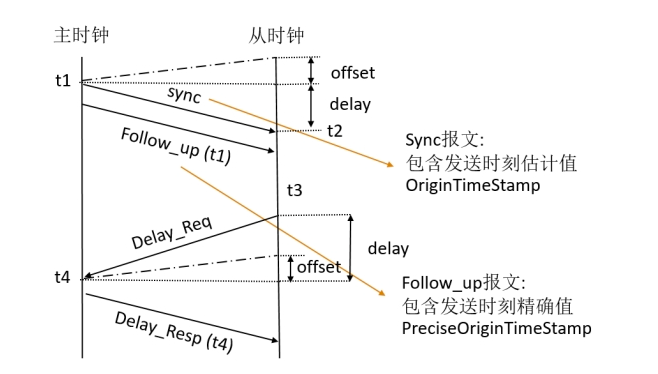 主时钟
从时钟
t1
offset
sync
delay
t2
Follow_up (t1)
Sync报文:
包含发送时刻估计值
OriginTimeStamp
t3
Delay_Req
delay
offset
t4
Follow_up报文:
包含发送时刻精确值
PreciseOriginTimeStamp
Delay_Resp (t4)